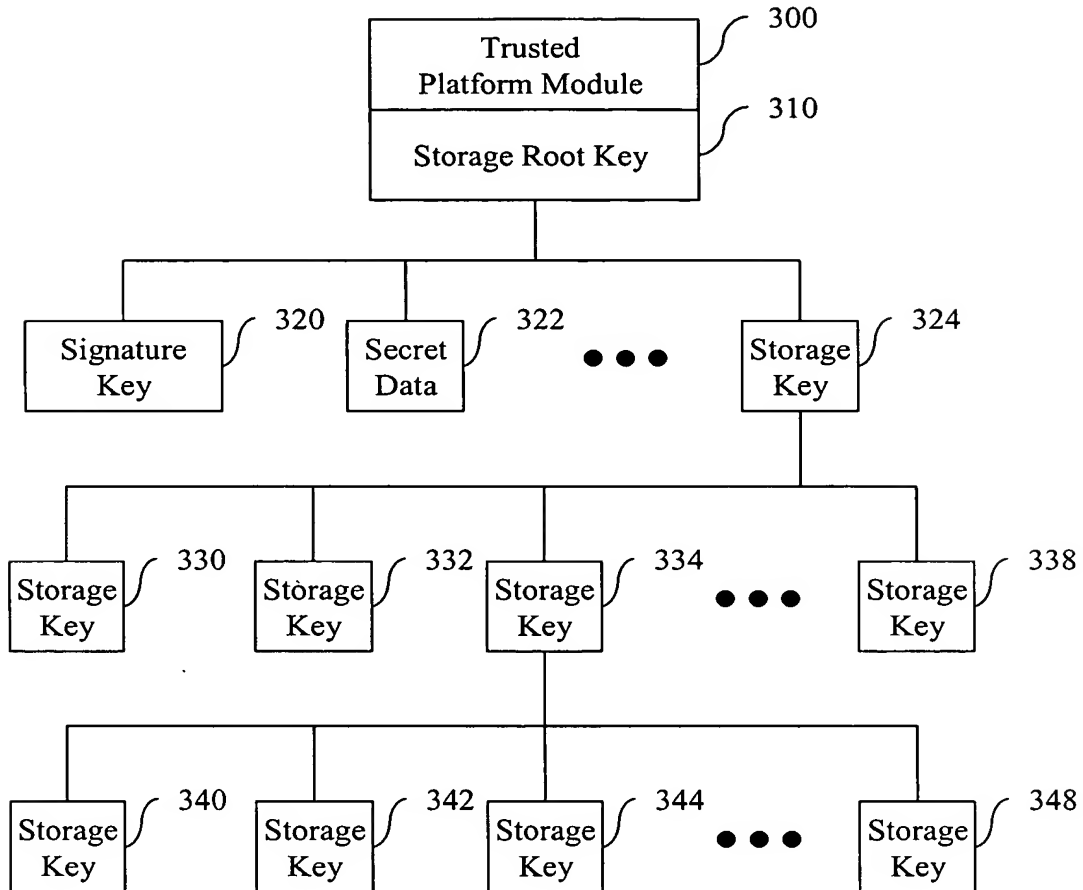 300
Trusted
Platform Module
310
Storage Root Key
320
322
324
Signature
Key
Secret
Data
Storage
Key
330
332
334
338
Storage
Key
Stòrage
Key
Storage
Key
Storage
Key
340
342
344
348
Storage
Key
Storage
Key
Storage
Key
Storage
Key